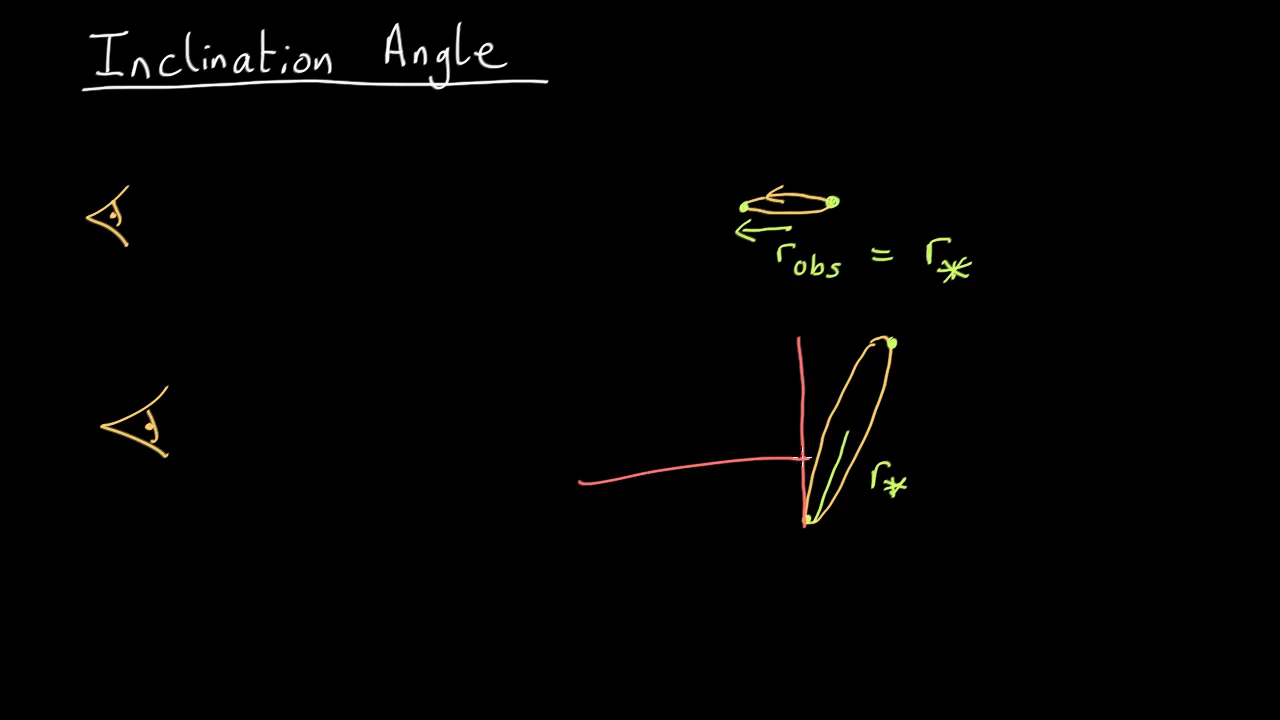 Inclination Angle
r_obs = r_*
r_*